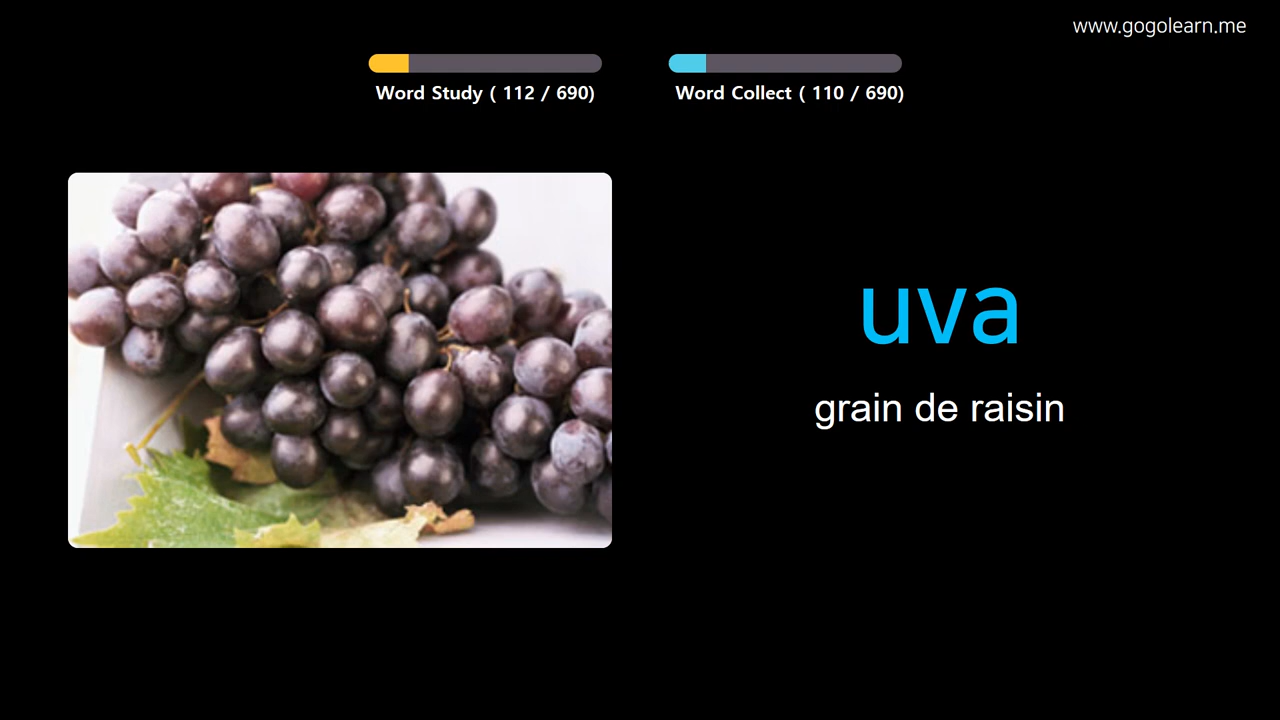 www.gogolearn.me
Word Study ( 112 / 690)
Word Collect ( 110 / 690)
uva
grain de raisin